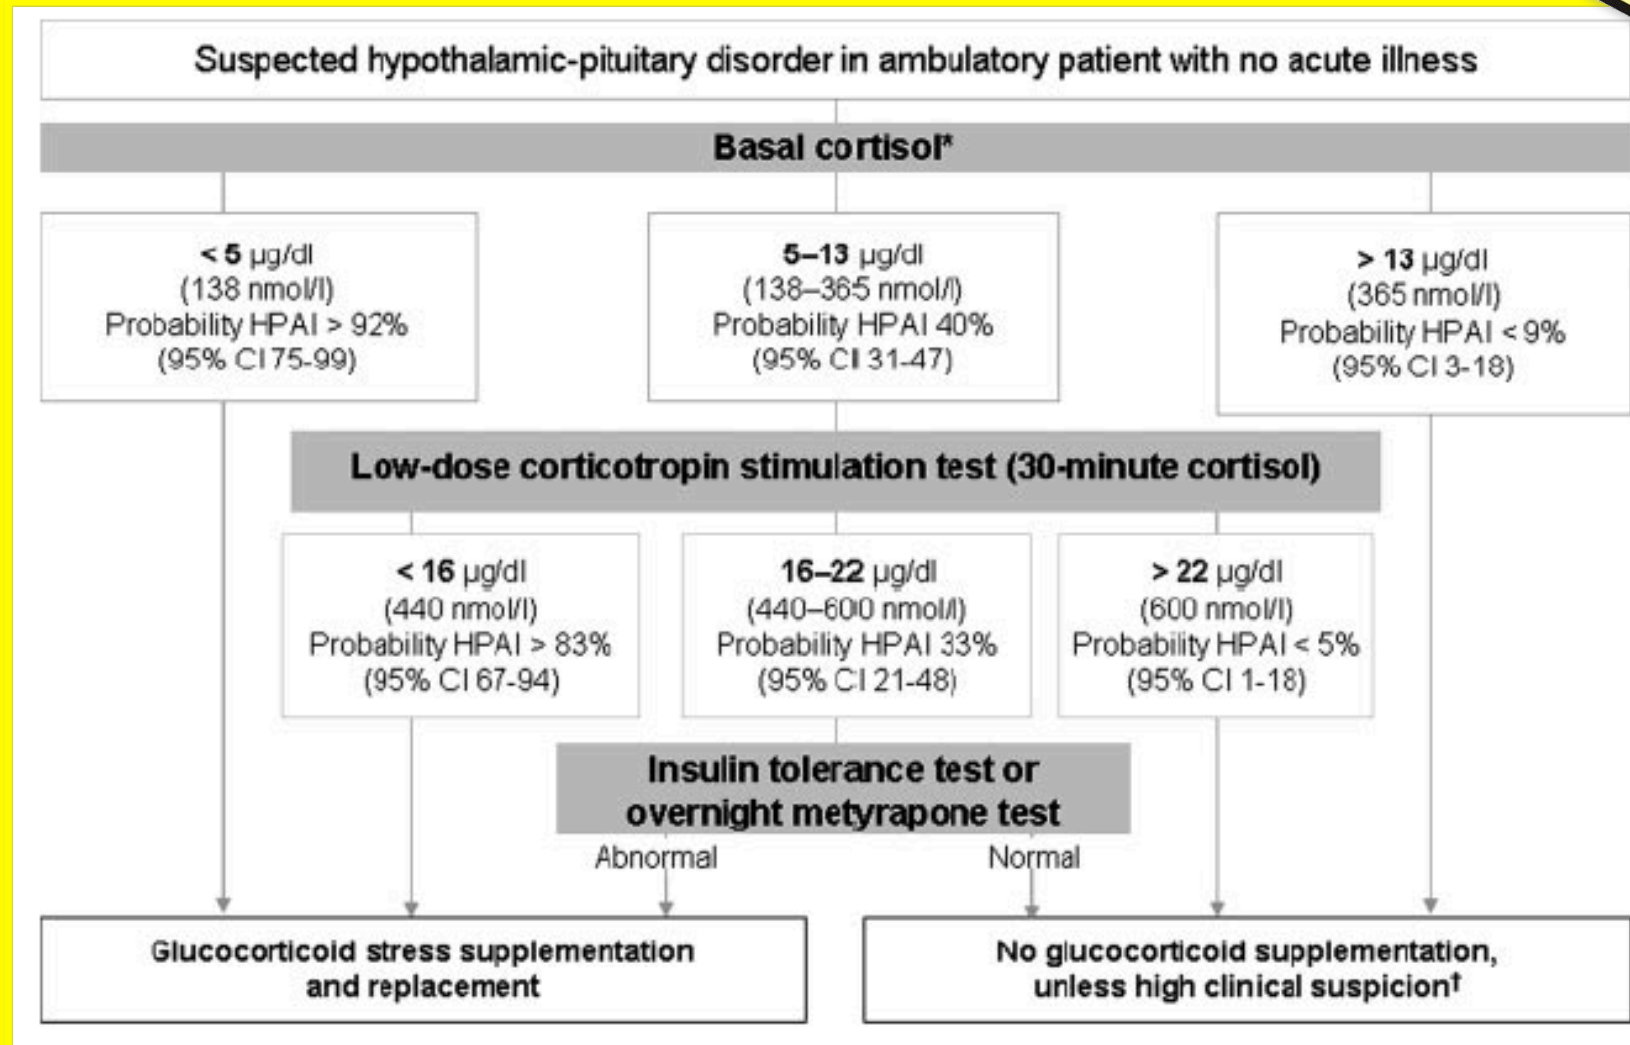 Suspected hypothalamic-pituitary disorder in ambulatory patient with no acute illness
Basal cortisol*
< 5 µg/dl
(138 nmol/l)
Probability HPAI > 92%
(95% CI 75-99)
5–13 µg/dl
(138–365 nmol/l)
Probability HPAI 40%
(95% CI 31-47)
> 13 µg/dl
(365 nmol/l)
Probability HPAI < 9%
(95% CI 3-18)
Low-dose corticotropin stimulation test (30-minute cortisol)
< 16 µg/dl
(440 nmol/l)
Probability HPAI > 83%
(95% CI 67-94)
16–22 µg/dl
(440–600 nmol/l)
Probability HPAI 33%
(95% CI 21-48)
> 22 µg/dl
(600 nmol/l)
Probability HPAI < 5%
(95% CI 1-18)
Insulin tolerance test or
overnight metyrapone test
Abnormal
Normal
Glucocorticoid stress supplementation
and replacement
No glucocorticoid supplementation,
unless high clinical suspicion†